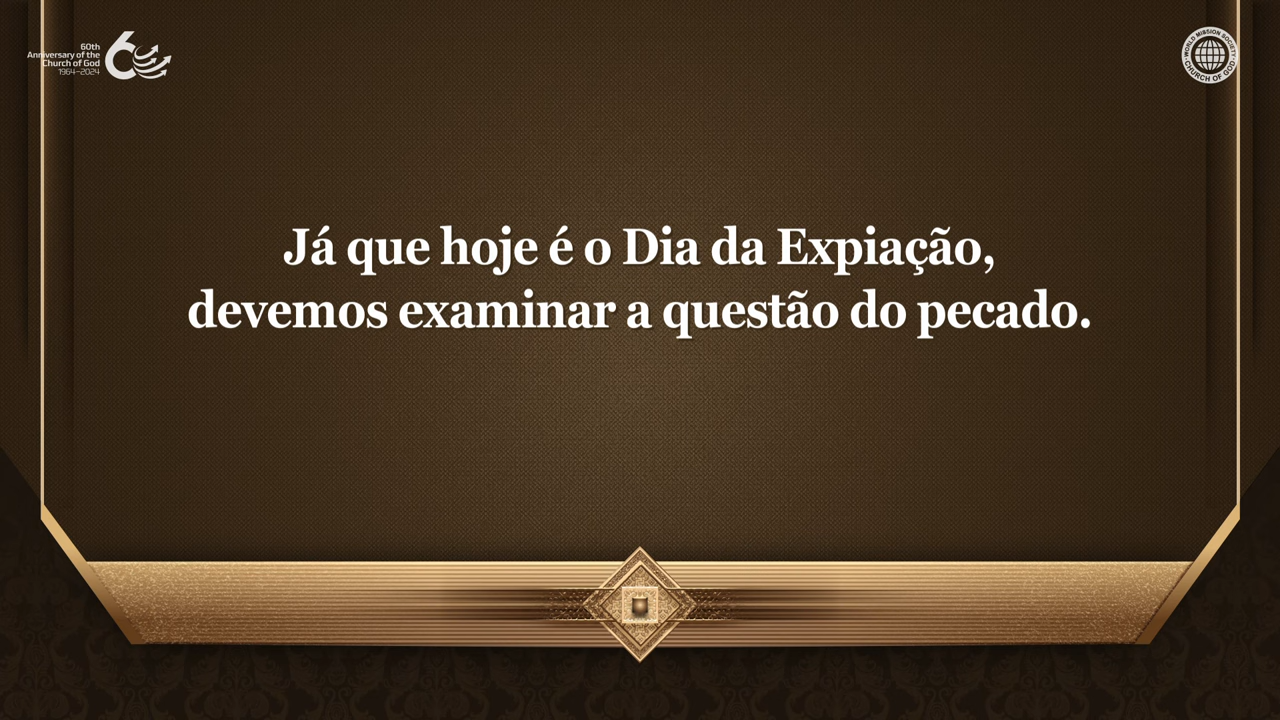 60th
Anniversary of the
Church of God
1964–2024
WORLD MISSION SOCIETY
CHURCH OF GOD
Já que hoje é o Dia da Expiação,
devemos examinar a questão do pecado.